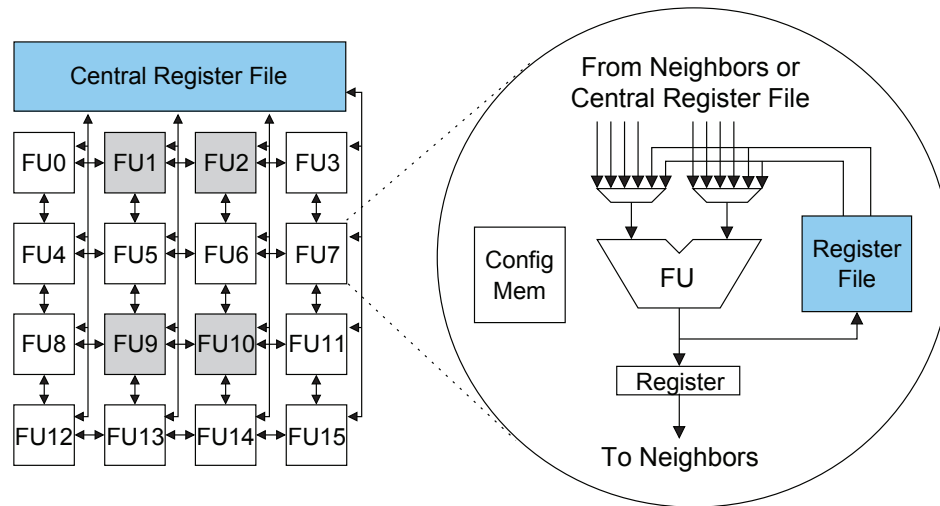 Central Register File
FU0 FU1 FU2 FU3
FU4 FU5 FU6 FU7
FU8 FU9 FU10 FU11
FU12 FU13 FU14 FU15
From Neighbors or
Central Register File
Config
Mem
FU
Register
File
Register
To Neighbors